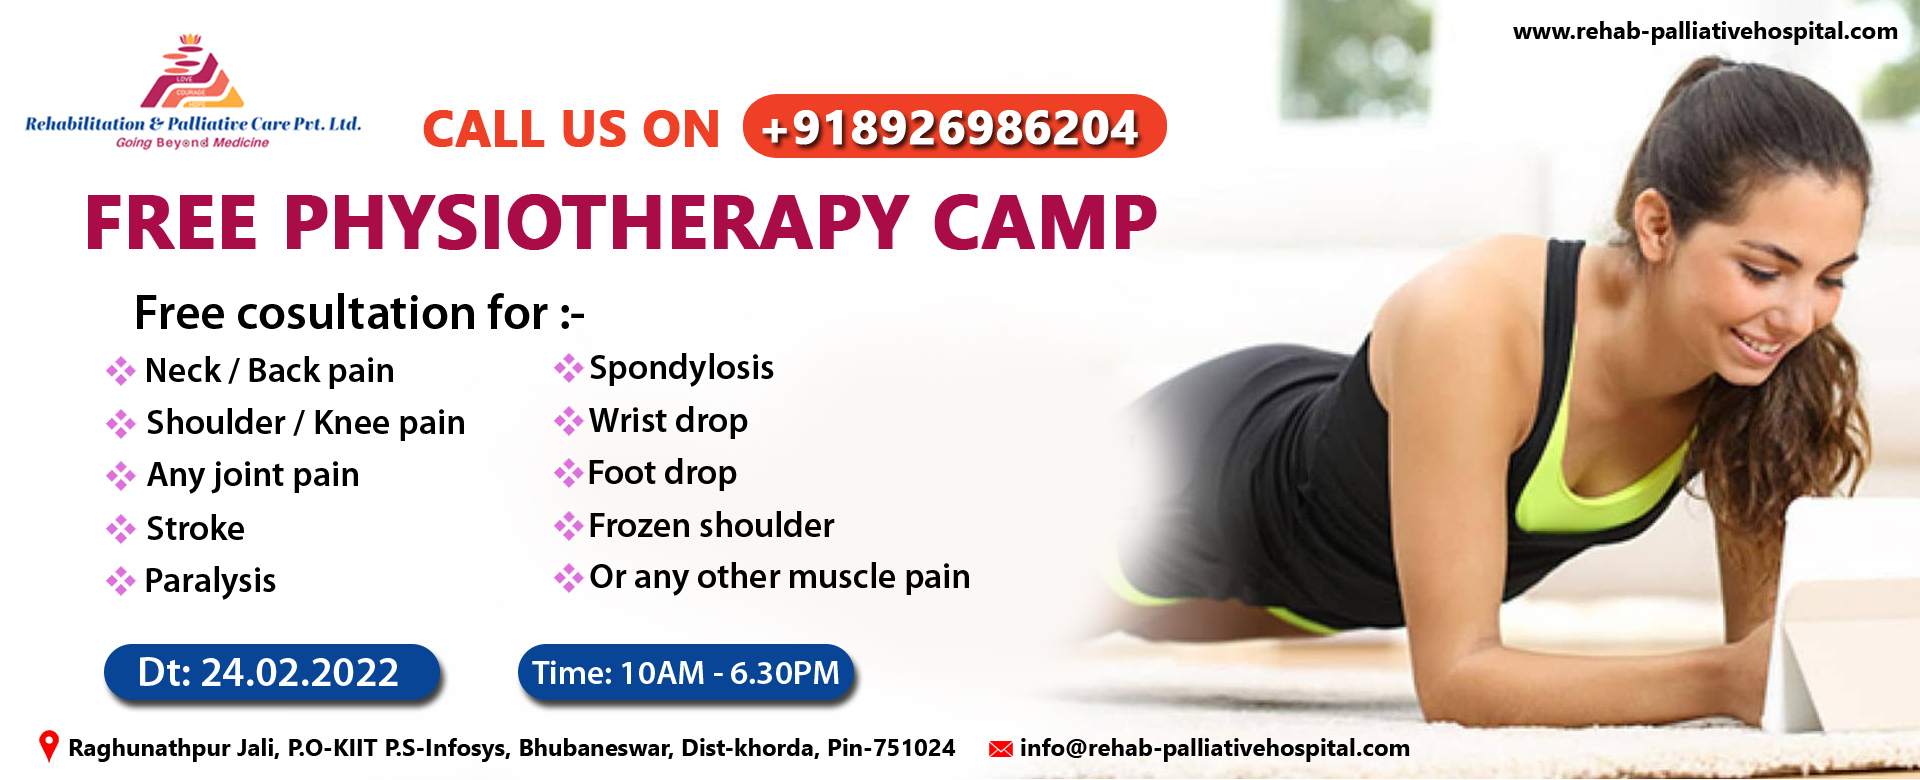 www.rehab-palliativehospital.com
LOVE
COURAGE
HOPE
Rehabilitation & Palliative Care Pvt. Ltd.
Going Beyond Medicine
CALL US ON +918926986204
FREE PHYSIOTHERAPY CAMP
Free cosultation for :-
Neck / Back pain
Shoulder / Knee pain
Any joint pain
Stroke
Paralysis
Spondylosis
Wrist drop
Foot drop
Frozen shoulder
Or any other muscle pain
Dt: 24.02.2022
Time: 10AM - 6.30PM
Raghunathpur Jali, P.O-KIIT P.S-Infosys, Bhubaneswar, Dist-khorda, Pin-751024
info@rehab-palliativehospital.com